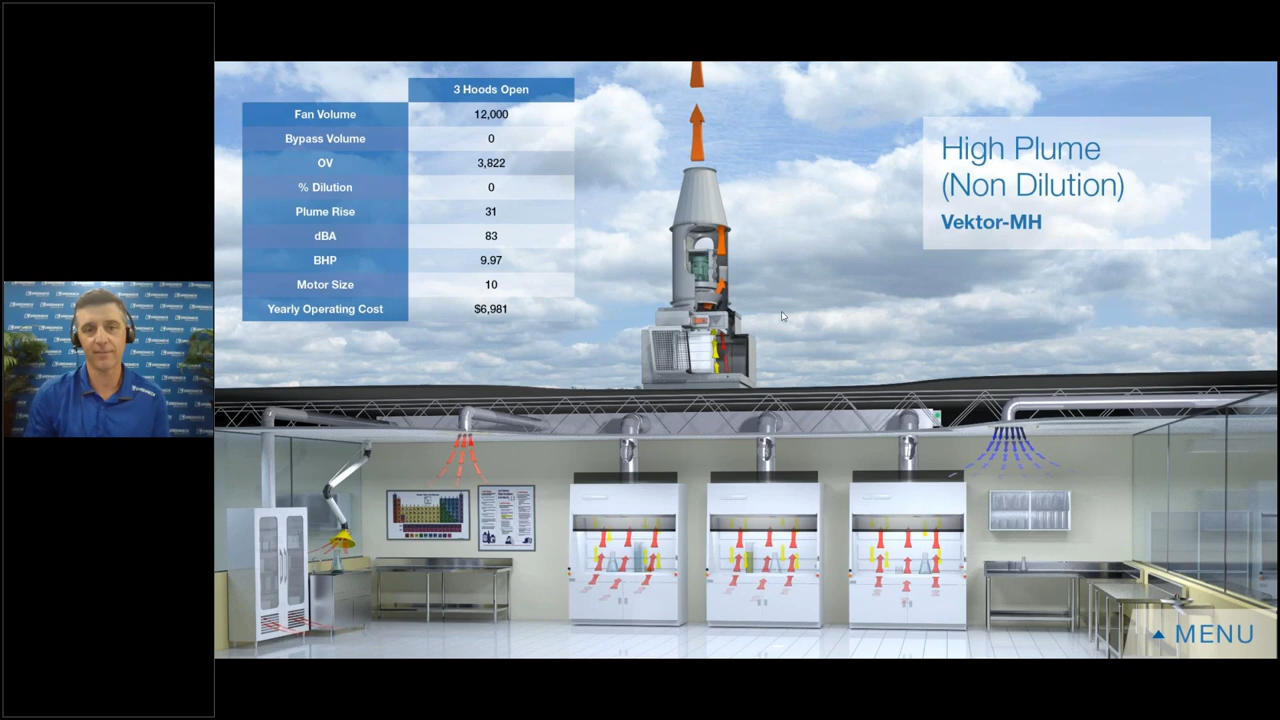 3 Hoods Open
Fan Volume 12,000
Bypass Volume 0
OV 3,822
% Dilution 0
Plume Rise 31
dBA 83
BHP 9.97
Motor Size 10
Yearly Operating Cost $6,981
High Plume
(Non Dilution)
Vektor-MH
MENU